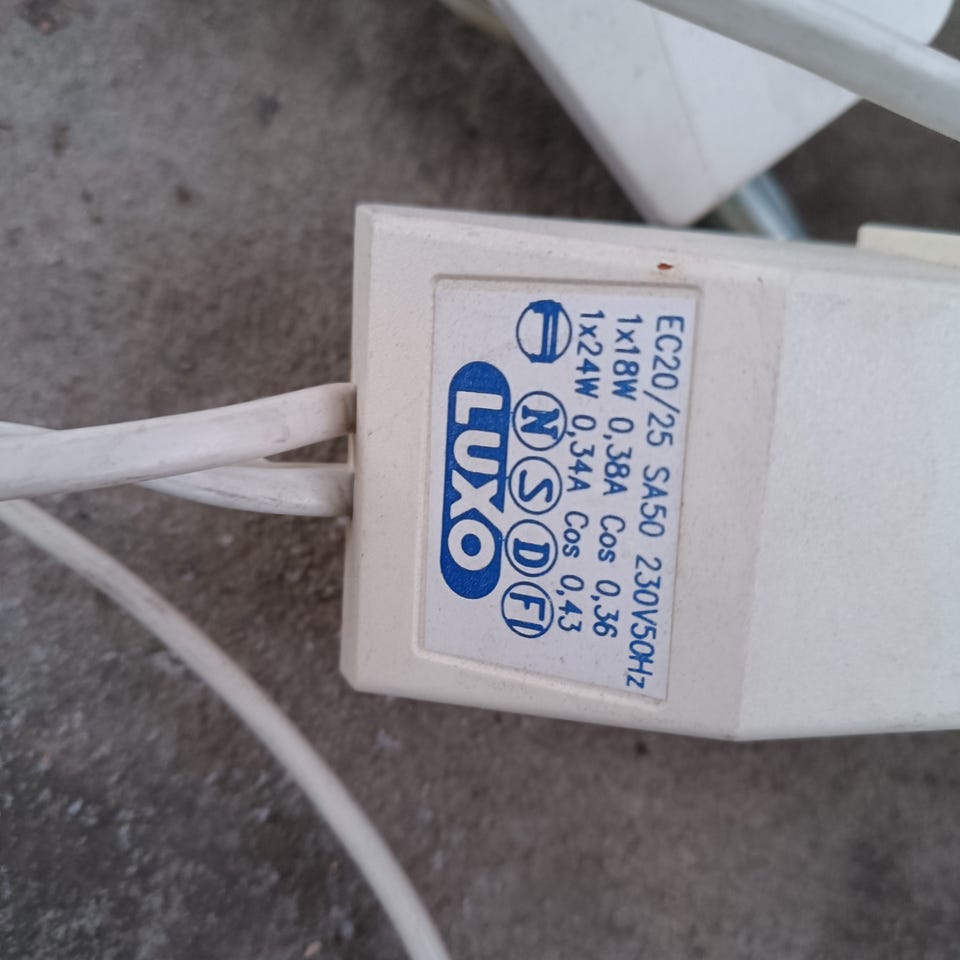 EC20/25 SA50 230V50Hz
1x18W 0,38A Cos 0,36
1x24W 0,34A Cos 0,43
N S D FI
LUXO